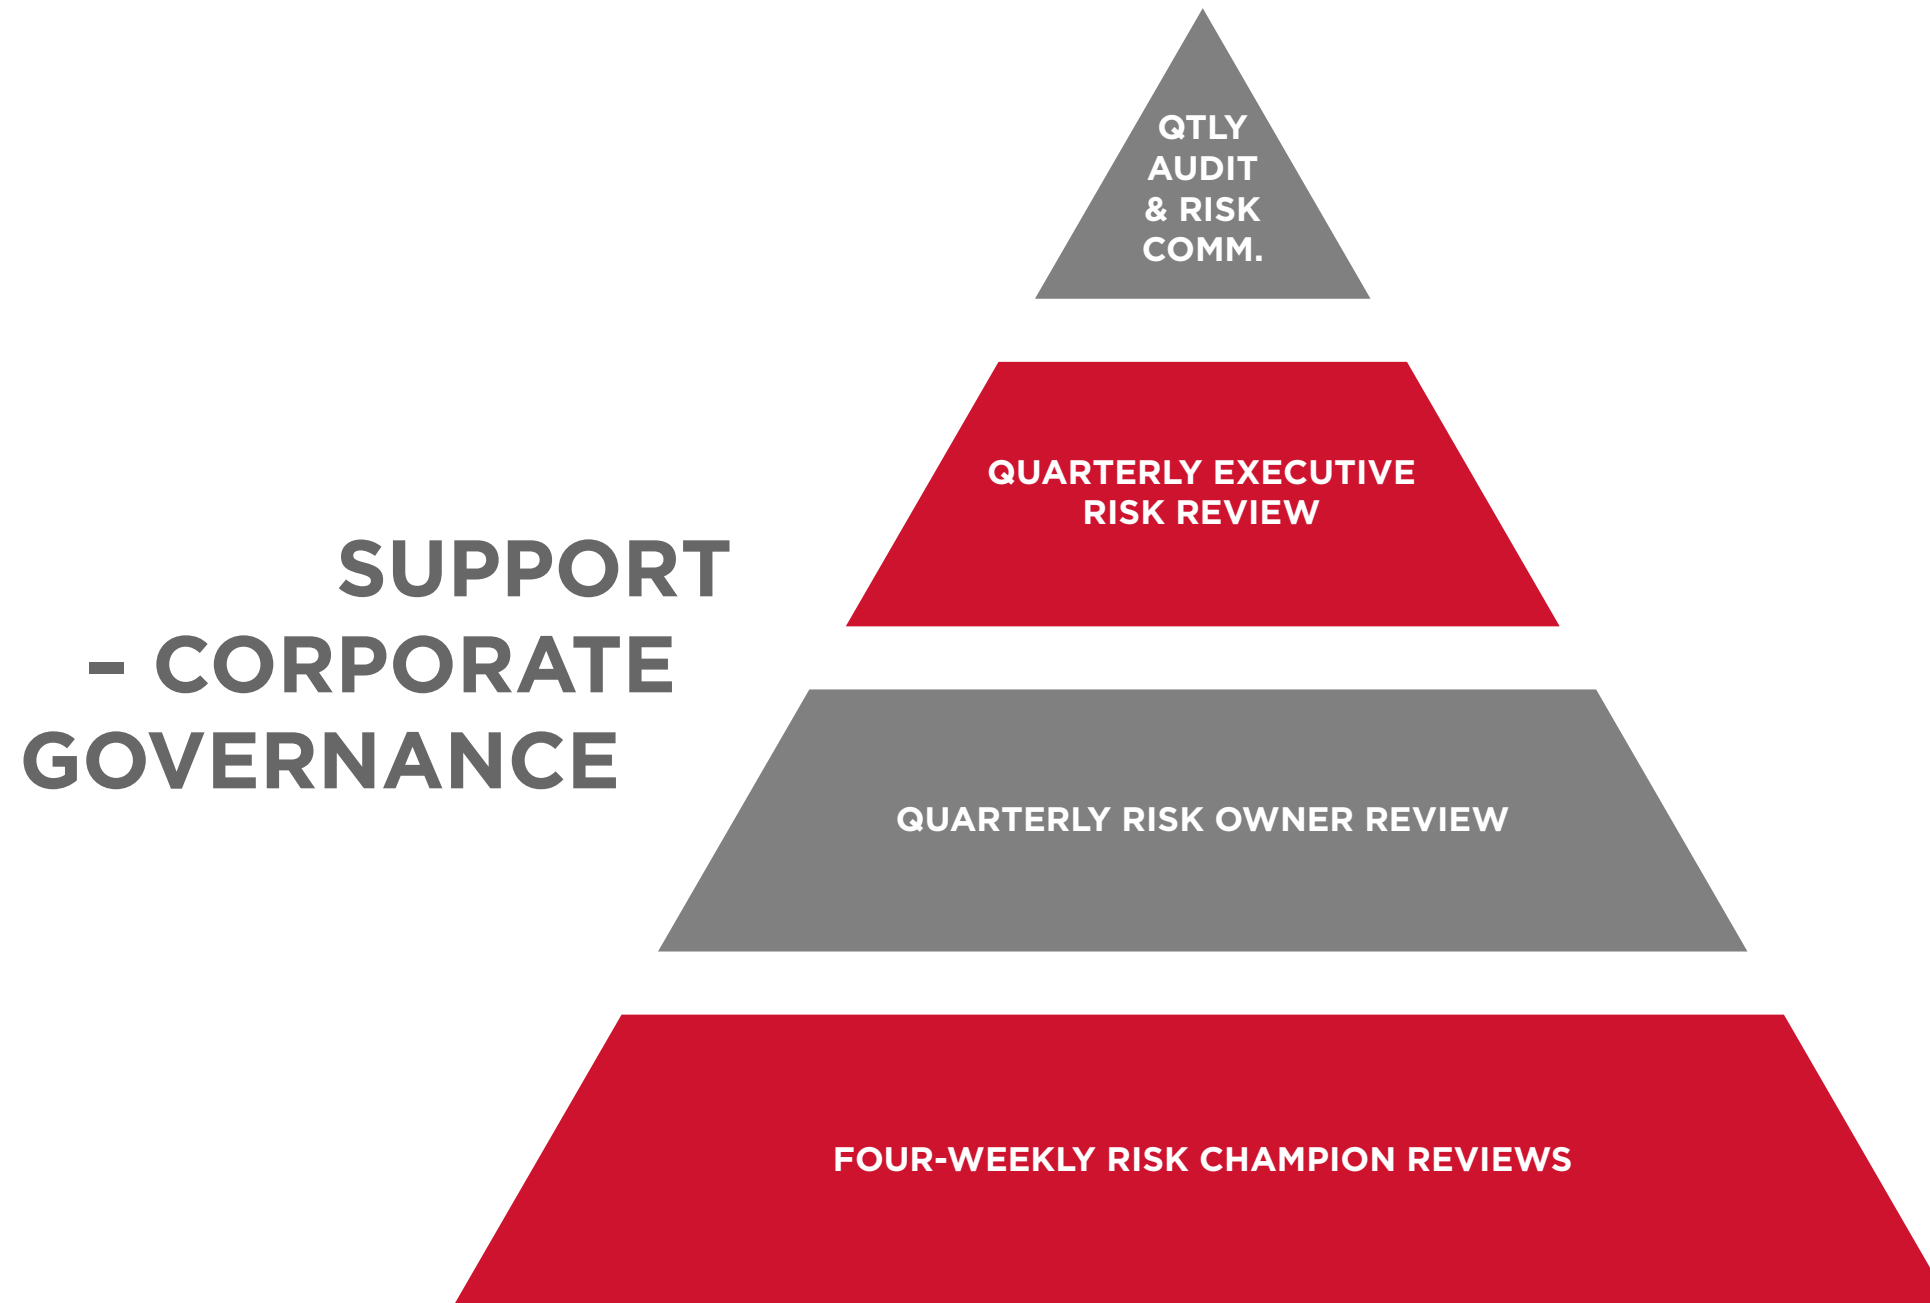 QTLY
AUDIT
& RISK
COMM.
QUARTERLY EXECUTIVE
RISK REVIEW
SUPPORT
– CORPORATE
GOVERNANCE
QUARTERLY RISK OWNER REVIEW
FOUR-WEEKLY RISK CHAMPION REVIEWS